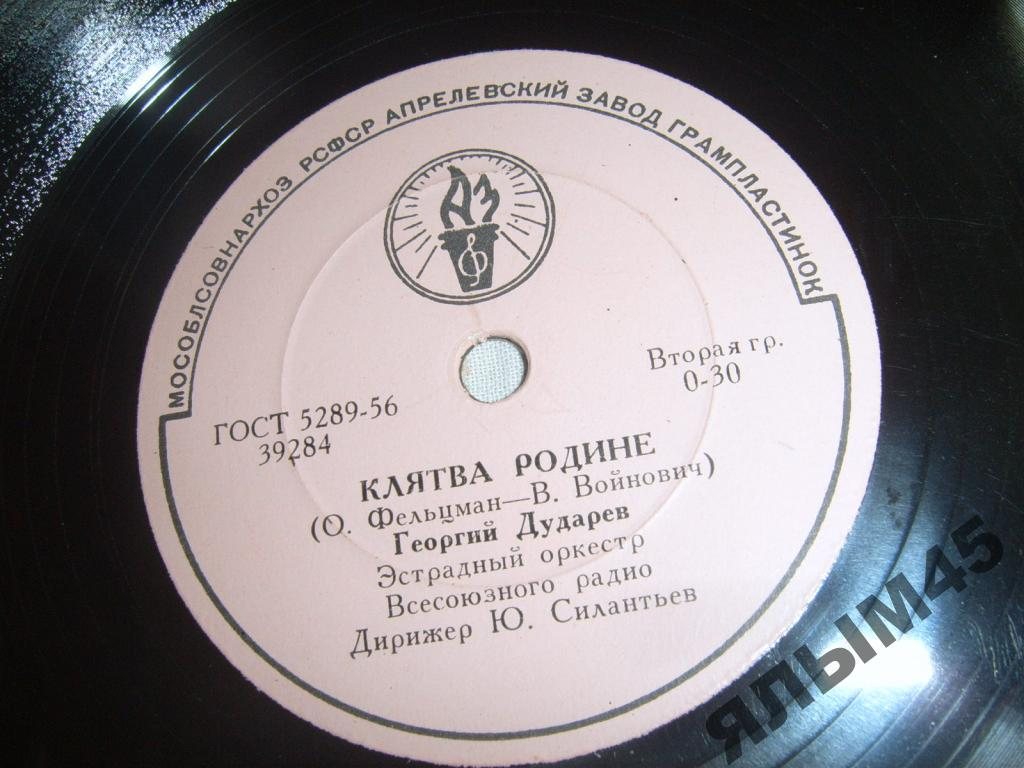 МОСОБЛСОВНАРХОЗ РСФСР АПРЕЛЕВСКИЙ ЗАВОД ГРАМПЛАСТИНОК
АЗ
Вторая гр.
0-30
ГОСТ 5289-56
39284
КЛЯТВА РОДИНЕ
(О. Фельцман—В. Войнович)
Георгий Дударев
Эстрадный оркестр
Всесоюзного радио
Дирижер Ю. Силантьев
ЯЛЫМ45